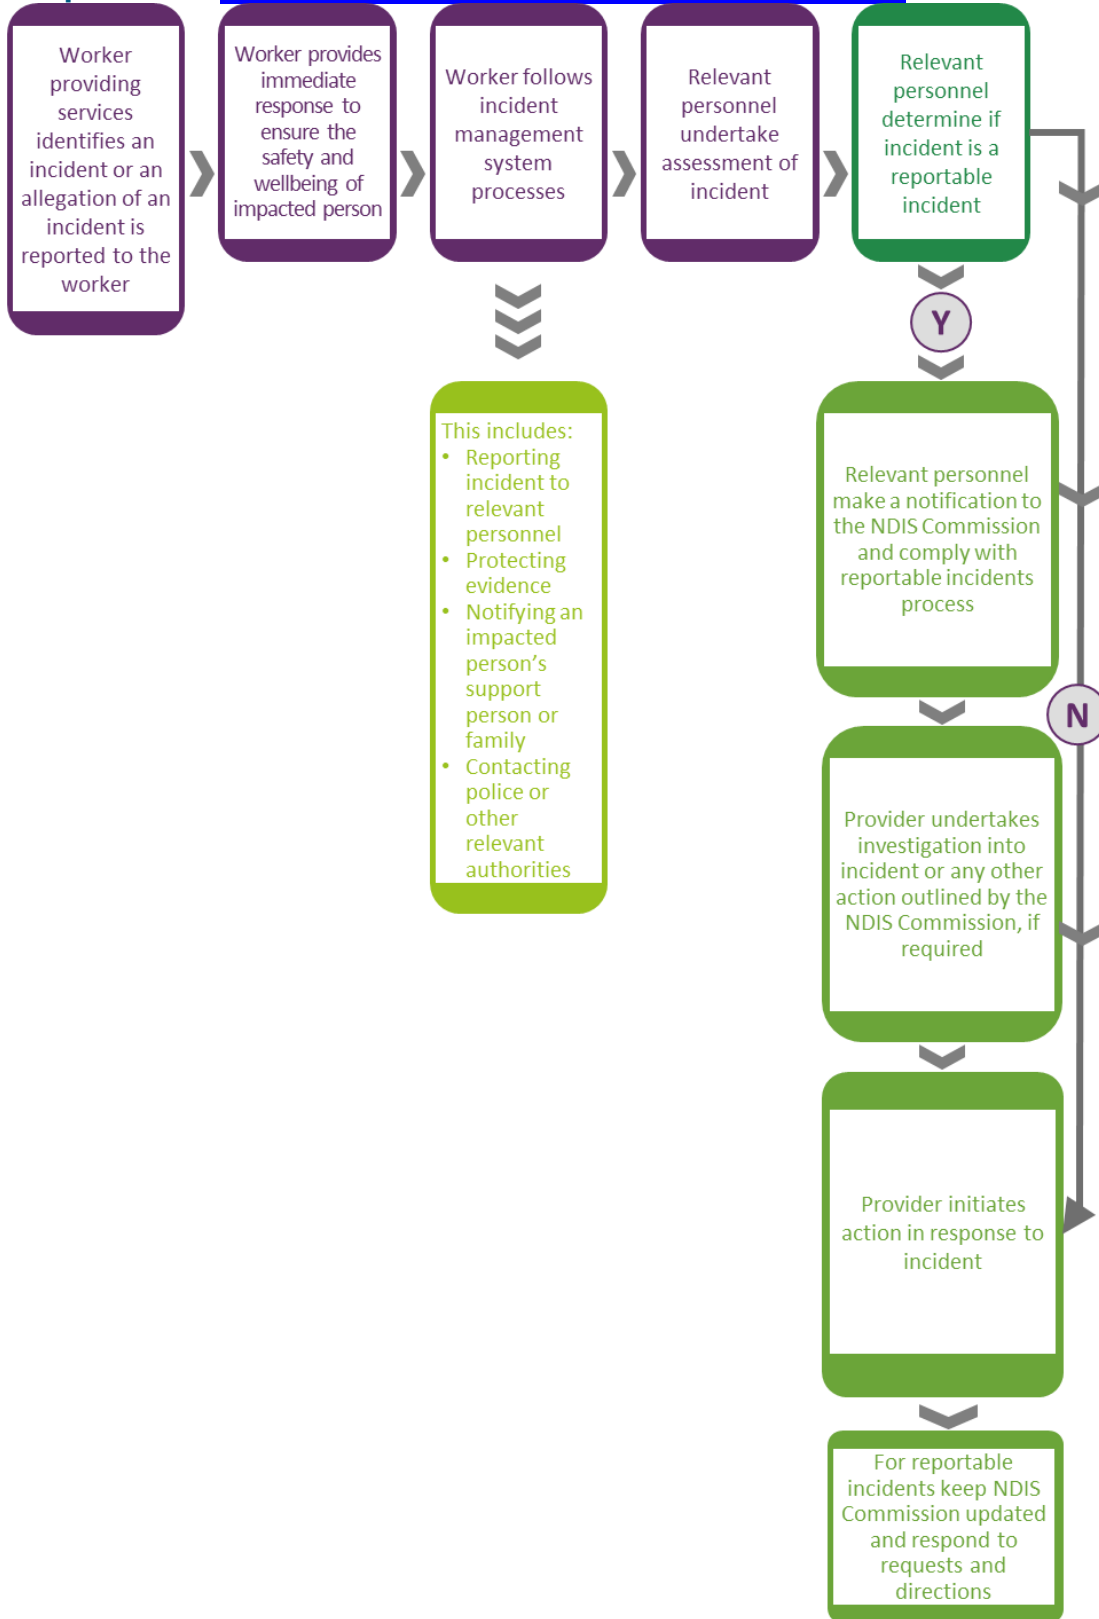 Worker
providing
services
identifies an
incident or an
allegation of an
incident is
reported to the
worker
Worker provides
immediate
response to
ensure the
safety and
wellbeing of
impacted person
Worker follows
incident
management
system
processes
Relevant
personnel
undertake
assessment of
incident
Relevant
personnel
determine if
incident is a
reportable
incident
Y
This includes:
• Reporting
incident to
relevant
personnel
• Protecting
evidence
• Notifying an
impacted
person’s
support
person or
family
• Contacting
police or
other
relevant
authorities
Relevant personnel
make a notification to
the NDIS Commission
and comply with
reportable incidents
process
N
Provider undertakes
investigation into
incident or any other
action outlined by the
NDIS Commission, if
required
Provider initiates
action in response to
incident
For reportable
incidents keep NDIS
Commission updated
and respond to
requests and
directions